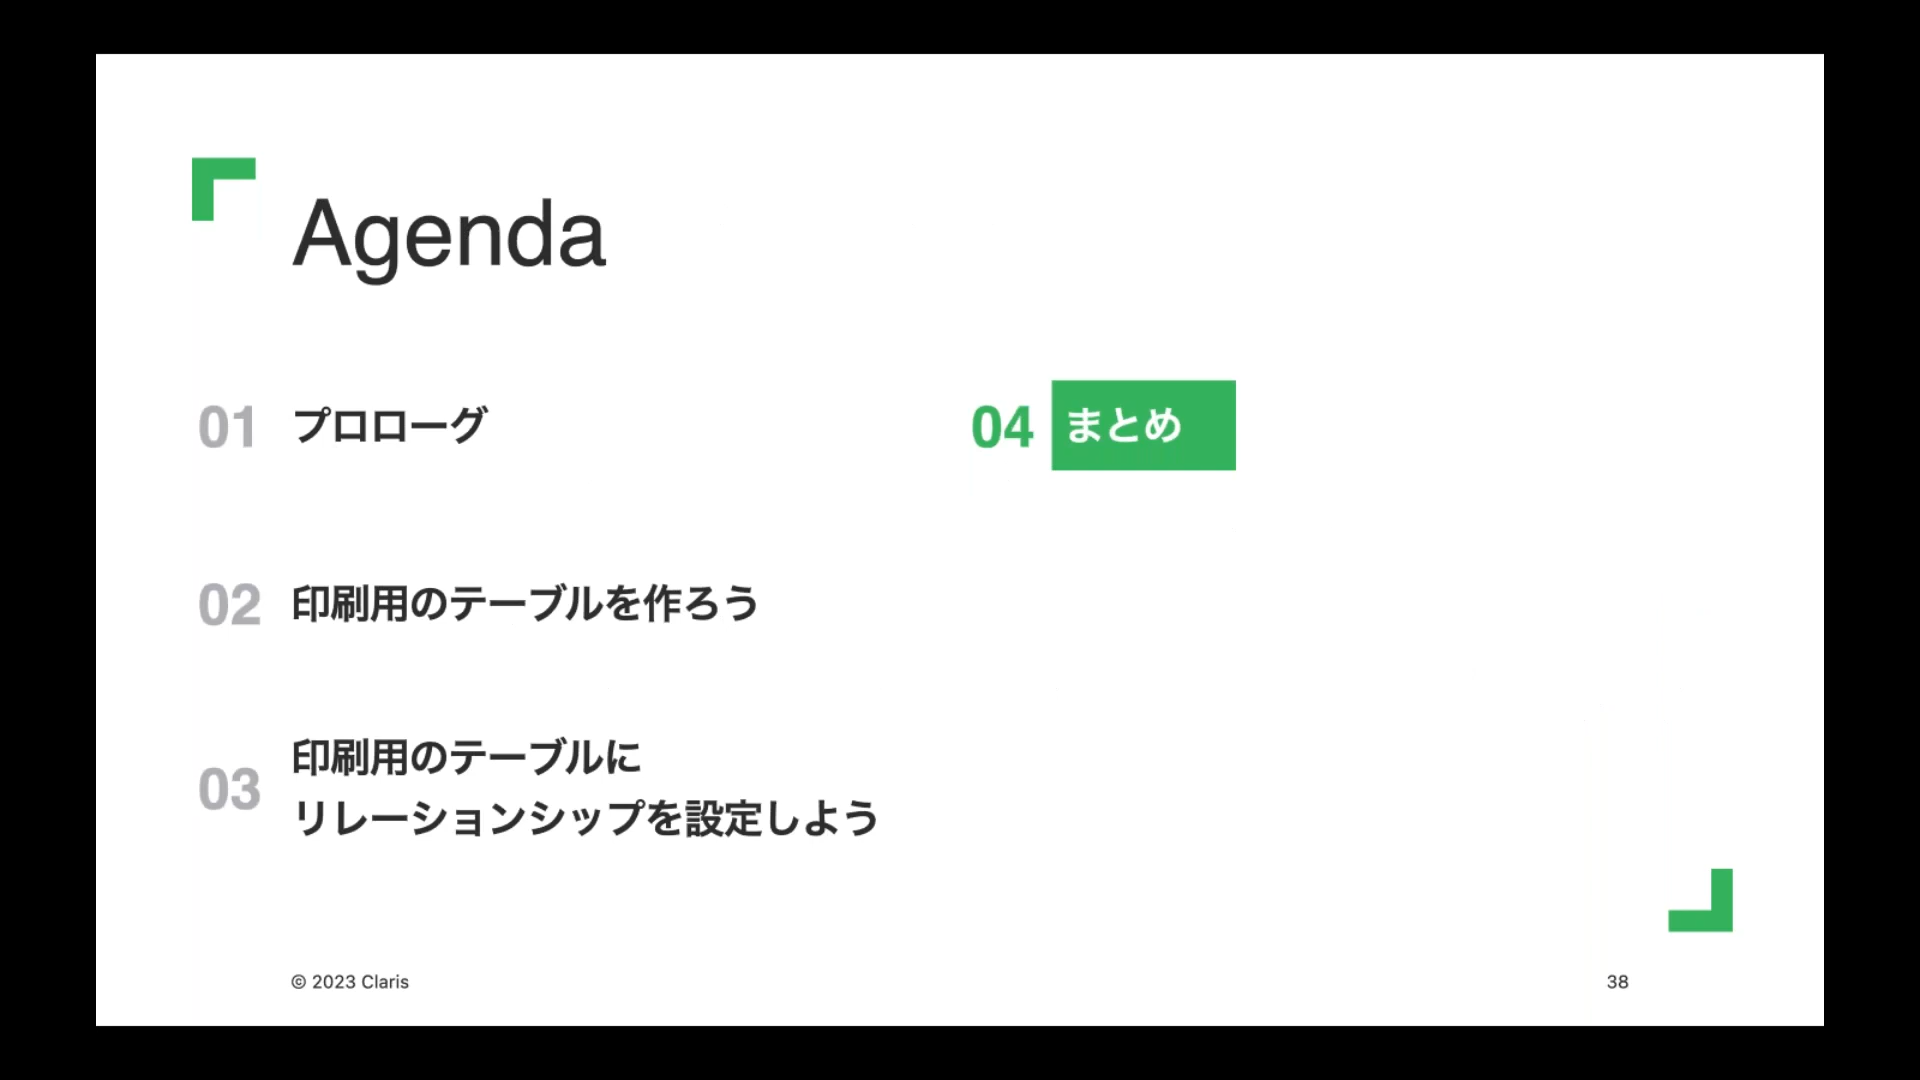 Agenda
01 プロローグ
02 印刷用のテーブルを作ろう
03 印刷用のテーブルに
リレーションシップを設定しよう
04 まとめ
© 2023 Claris
38